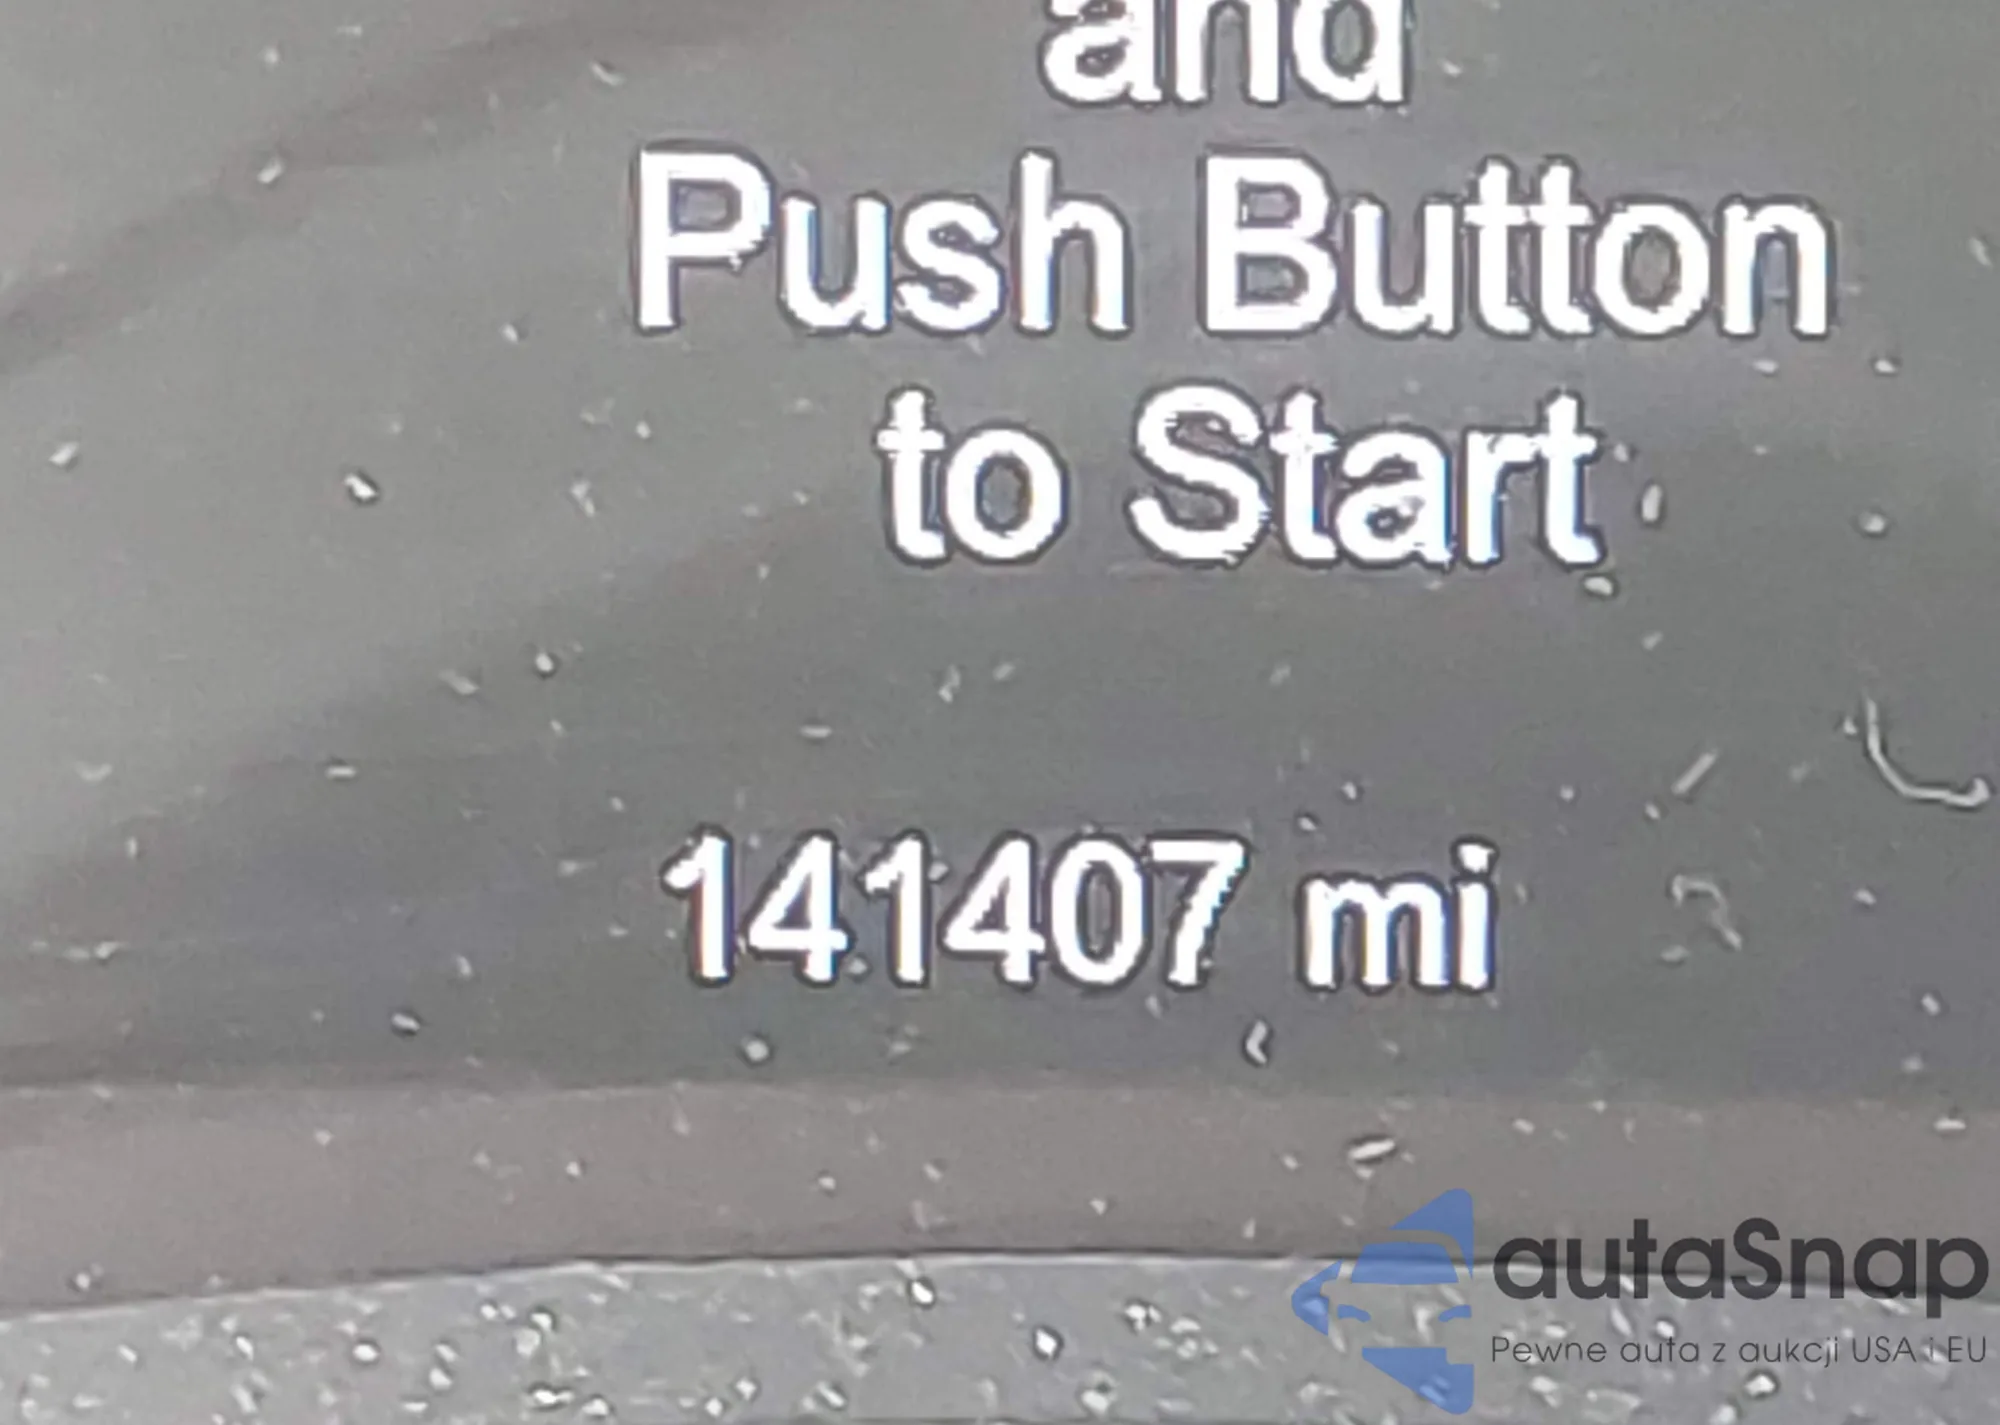 and
Push Button
to Start
141407 mi
autaSnap
Pewne auta z aukcji USA i EU